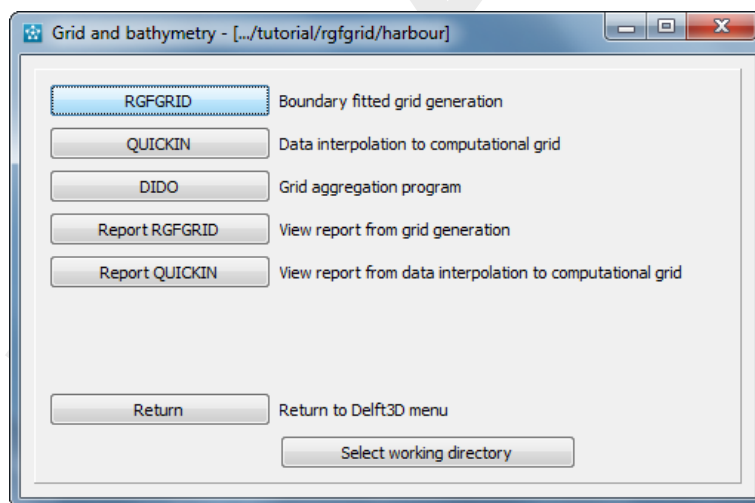 Grid and bathymetry - [.../tutorial/rgfgrid/harbour]
RGFGRID Boundary fitted grid generation
QUICKIN Data interpolation to computational grid
DIDO Grid aggregation program
Report RGFGRID View report from grid generation
Report QUICKIN View report from data interpolation to computational grid
Return Return to Delft3D menu
Select working directory